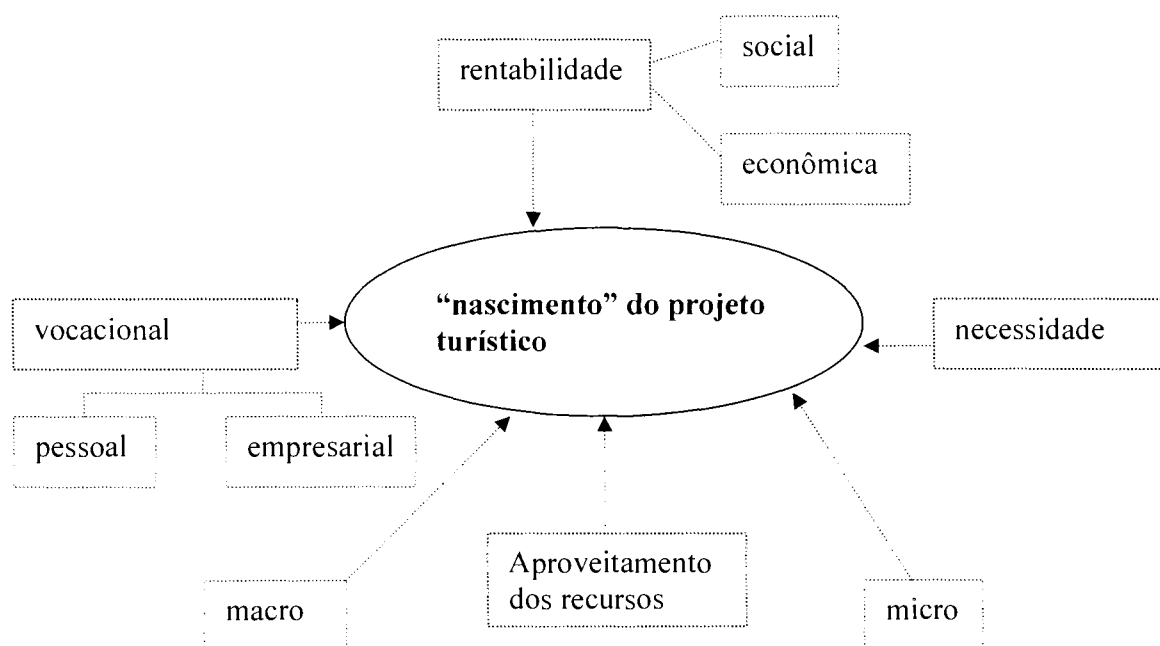 social
rentabilidade
econômica
“nascimento” do projeto
turístico
vocacional
necessidade
pessoal
empresarial
Aproveitamento
dos recursos
macro
micro